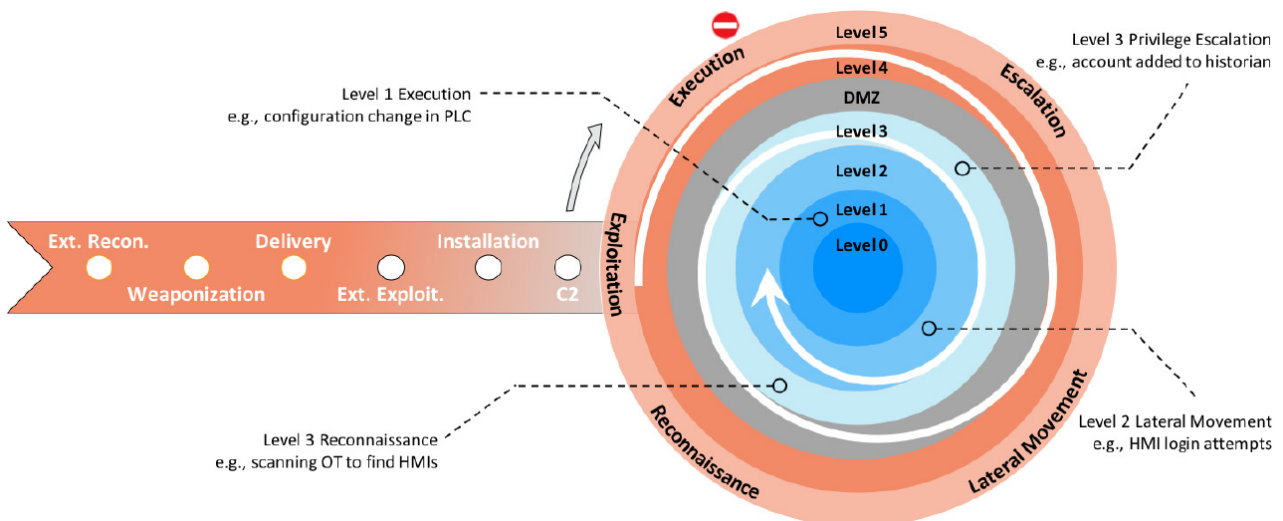 Level 5
Level 4
DMZ
Level 3
Level 2
Level 1
Level 0
Execution
Escalation
Exploitation
Reconnaissance
Lateral Movement
Level 3 Privilege Escalation
e.g., account added to historian
Level 1 Execution
e.g., configuration change in PLC
Ext. Recon.
Delivery
Installation
Weaponization
Ext. Exploit.
C2
Level 3 Reconnaissance
e.g., scanning OT to find HMIs
Level 2 Lateral Movement
e.g., HMI login attempts